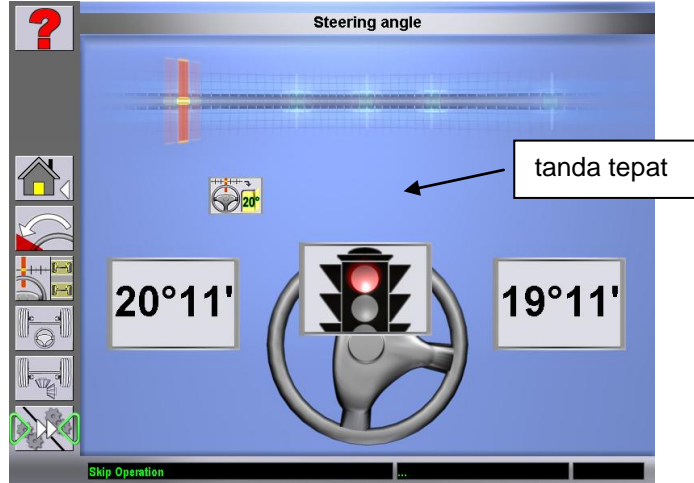 ?
Steering angle
tanda tepat
20°
20°11'
19°11'
Skip Operation
...